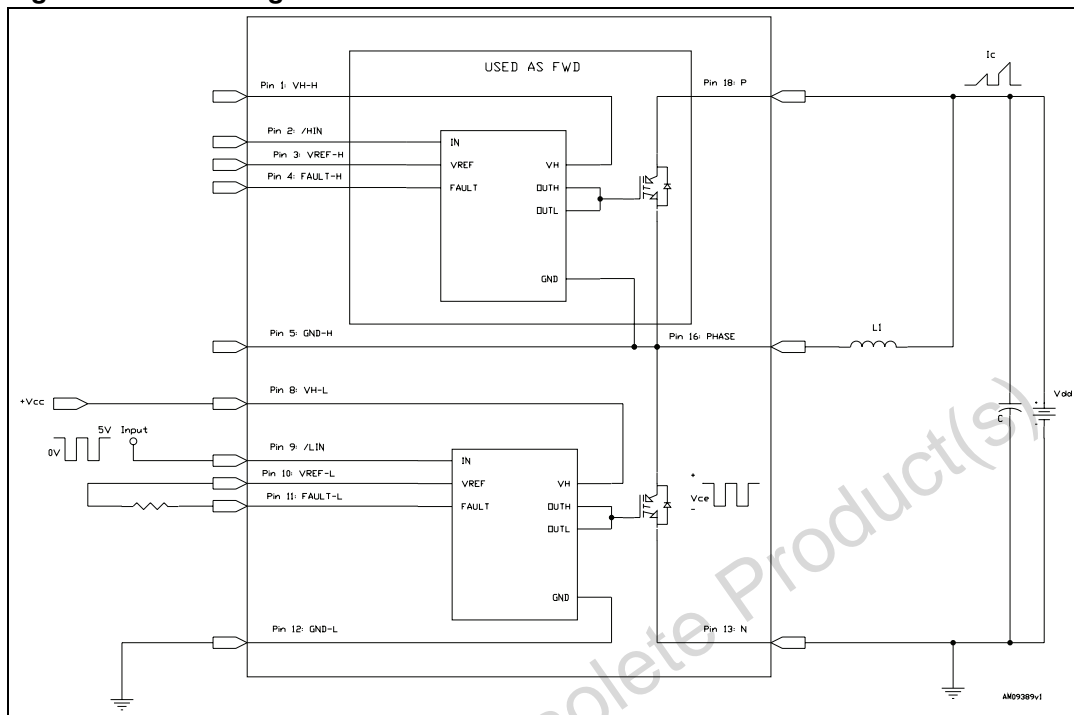 USED AS FWD
Ic
Pin 1: VH-H
Pin 18: P
Pin 2: /HIN
IN
Pin 3: VREF-H
VREF
VH
Pin 4: FAULT-H
FAULT
OUTH
OUTL
GND
Pin 5: GND-H
Pin 16: PHASE
L1
+Vcc
Pin 8: VH-L
Vdd
+
-
C
5V
Input
0V
Pin 9: /LIN
IN
Pin 10: VREF-L
VREF
VH
+
Vce
-
Pin 11: FAULT-L
FAULT
OUTH
OUTL
GND
Pin 12: GND-L
Pin 13: N
AM09389v1
olete Product(s)